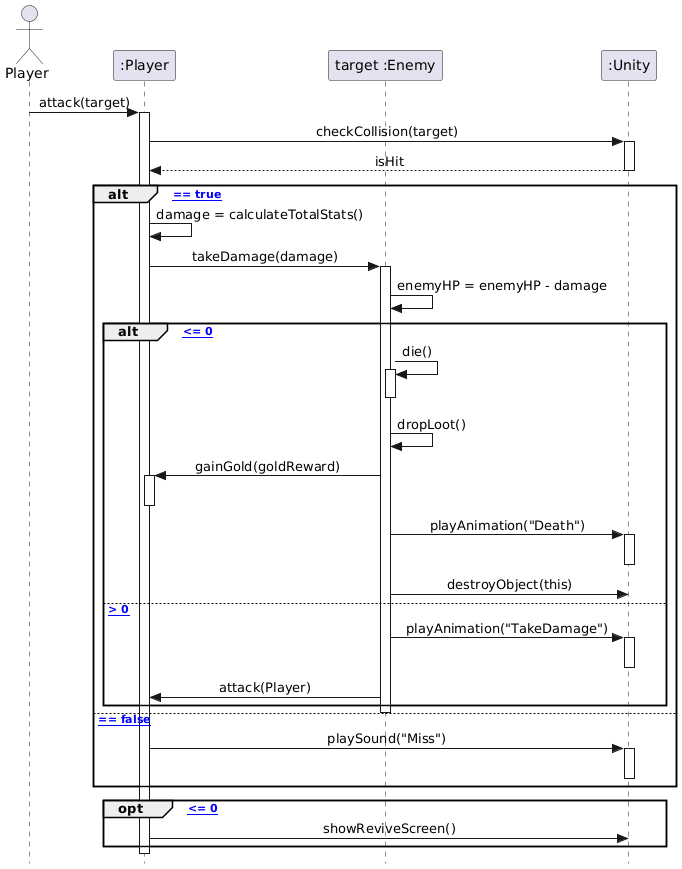 Player
:Player
target :Enemy
:Unity
attack(target)
checkCollision(target)
isHit
alt
== true
damage = calculateTotalStats()
takeDamage(damage)
enemyHP = enemyHP - damage
alt
<= 0
die()
dropLoot()
gainGold(goldReward)
playAnimation("Death")
destroyObject(this)
> 0
playAnimation("TakeDamage")
attack(Player)
== false
playSound("Miss")
opt
<= 0
showReviveScreen()